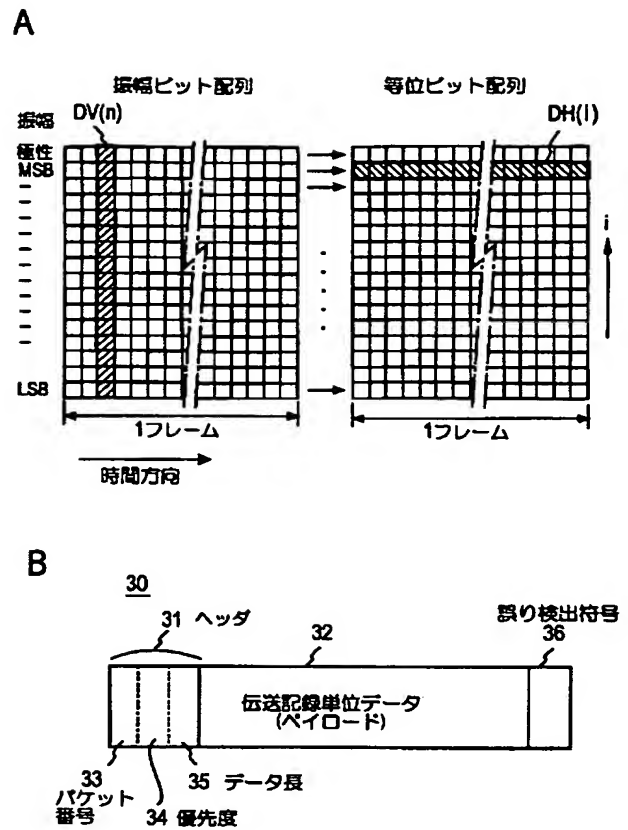 A
振幅ビット配列
等位ビット配列
DV(n)
DH(i)
振幅
極性
MSB
i
LSB
1フレーム
1フレーム
時間方向
B
30
31 ヘッダ
32
誤り検出符号
36
伝送記録単位データ
(ペイロード)
33
パケット
番号
34 優先度
35 データ長